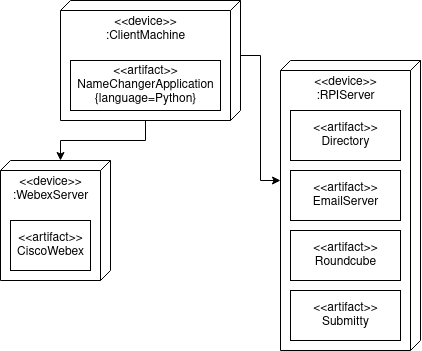 <<device>>
:ClientMachine
<<artifact>>
NameChangerApplication
{language=Python}
<<device>>
:WebexServer
<<artifact>>
CiscoWebex
<<device>>
:RPIServer
<<artifact>>
Directory
<<artifact>>
EmailServer
<<artifact>>
Roundcube
<<artifact>>
Submitty